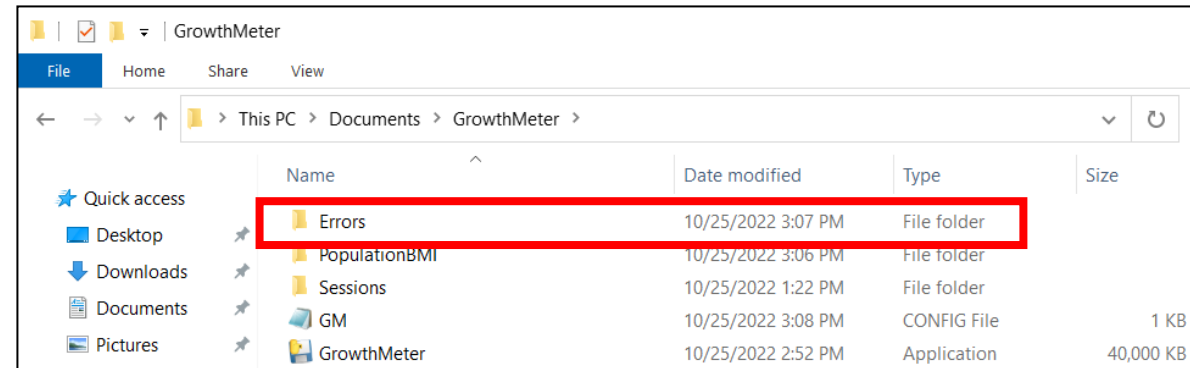 GrowthMeter
File Home Share View
This PC > Documents > GrowthMeter >
Name Date modified Type Size
Quick access
Errors 10/25/2022 3:07 PM File folder
Desktop
PopulationBMI 10/25/2022 3:06 PM File folder
Downloads
Sessions 10/25/2022 1:22 PM File folder
Documents
GM 10/25/2022 3:08 PM CONFIG File 1 KB
Pictures
GrowthMeter 10/25/2022 2:52 PM Application 40,000 KB